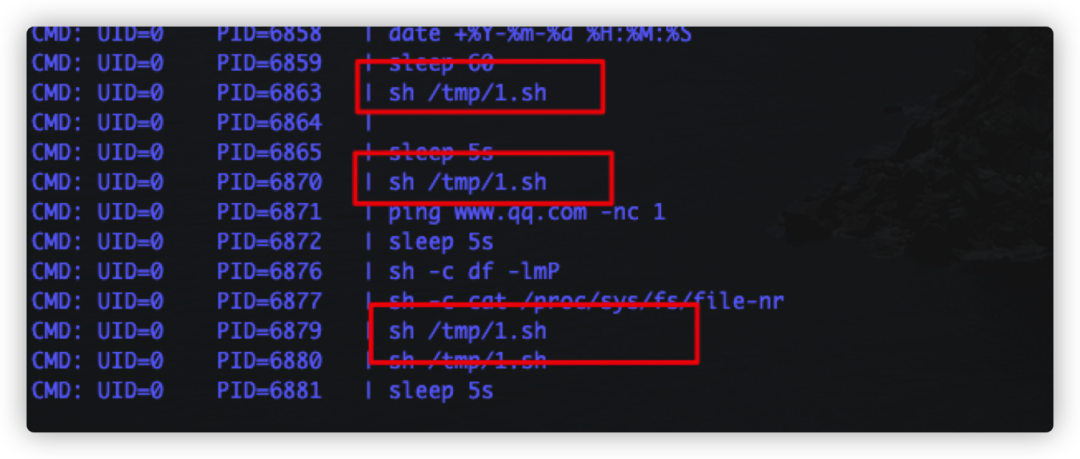 CMD: UID=0 PID=6858 | date +%Y-%m-%d %H:%M:%S
CMD: UID=0 PID=6859 | sleep 60
CMD: UID=0 PID=6863 | sh /tmp/1.sh
CMD: UID=0 PID=6864 |
CMD: UID=0 PID=6865 | sleep 5s
CMD: UID=0 PID=6870 | sh /tmp/1.sh
CMD: UID=0 PID=6871 | ping www.qq.com -nc 1
CMD: UID=0 PID=6872 | sleep 5s
CMD: UID=0 PID=6876 | sh -c df -lmP
CMD: UID=0 PID=6877 | sh -c cat /proc/sys/fs/file-nr
CMD: UID=0 PID=6879 | sh /tmp/1.sh
CMD: UID=0 PID=6880 | sh /tmp/1.sh
CMD: UID=0 PID=6881 | sleep 5s